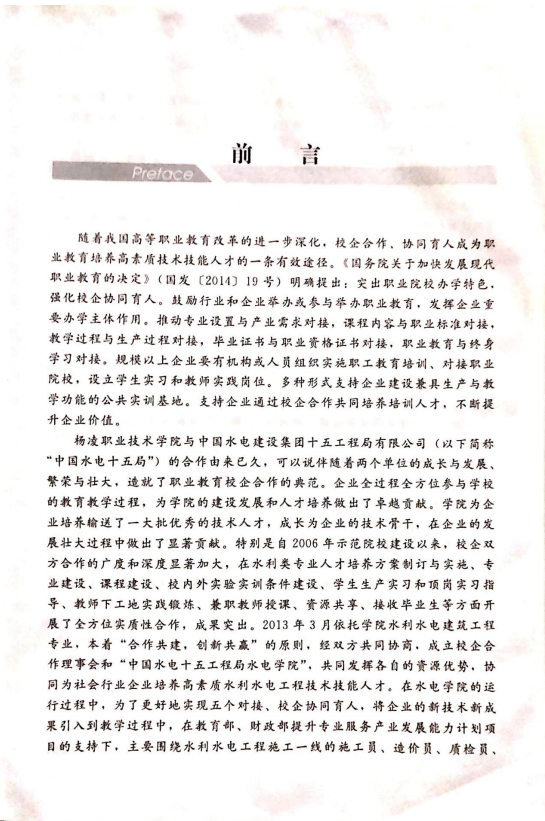 前言
Preface
随着我国高等职业教育改革的进一步深化，校企合作、协同育人成为职
业教育培养高素质技术技能人才的一条有效途径。《国务院关于加快发展现代
职业教育的决定》（国发〔2014〕19号）明确提出：突出职业院校办学特色，
强化校企协同育人。鼓励行业和企业举办或参与举办职业教育，发挥企业重
要办学主体作用。推动专业设置与产业需求对接，课程内容与职业标准对接，
教学过程与生产过程对接，毕业证书与职业资格证书对接，职业教育与终身
学习对接。规模以上企业要有机构或人员组织实施职工教育培训、对接职业
院校，设立学生实习和教师实践岗位。多种形式支持企业建设兼具生产与教
学功能的公共实训基地。支持企业通过校企合作共同培养培训人才，不断提
升企业价值。
杨凌职业技术学院与中国水电建设集团十五工程局有限公司（以下简称
“中国水电十五局”）的合作由来已久，可以说伴随着两个单位的成长与发展、
繁荣与壮大，造就了职业教育校企合作的典范。企业全过程全方位参与学校
的教育教学过程，为学院的建设发展和人才培养做出了卓越贡献。学院为企
业培养输送了一大批优秀的技术人才，成长为企业的技术骨干，在企业的发
展壮大过程中做出了显著贡献。特别是自2006年示范院校建设以来，校企双
方合作的广度和深度显著加大，在水利类专业人才培养方案制订与实施、专
业建设、课程建设、校内外实验实训条件建设、学生生产实习和顶岗实习指
导、教师下工地实践锻炼、兼职教师授课、资源共享、接收毕业生等方面开
展了全方位实质性合作，成果突出。2013年3月依托学院水利水电建筑工程
专业，本着“合作共建，创新共赢”的原则，经双方共同协商，成立校企合
作理事会和“中国水电十五工程局水电学院”，共同发挥各自的资源优势，协
同为社会行业企业培养高素质水利水电工程技术技能人才。在水电学院的运
行过程中，为了更好地实现五个对接、校企协同育人，将企业的新技术新成
果引入到教学过程中，在教育部、财政部提升专业服务产业发展能力计划项
目的支持下，主要围绕水利水电工程施工一线的施工员、造价员、质检员、